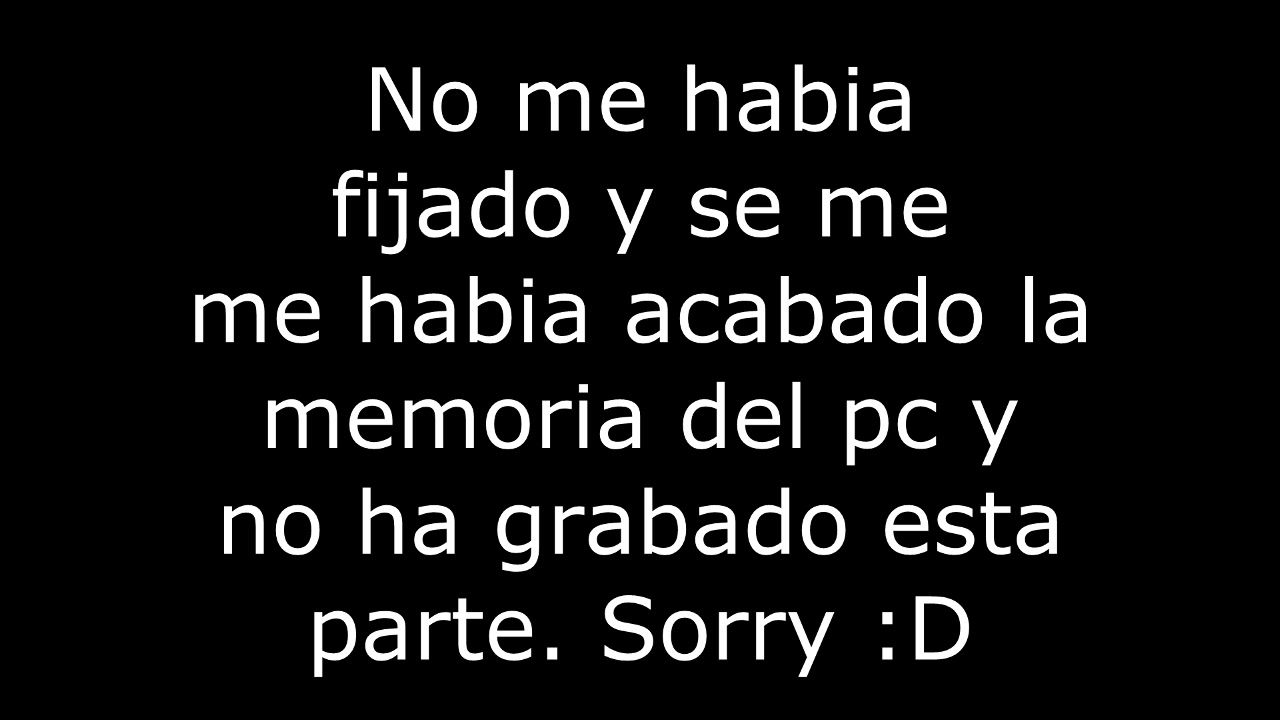 No me habia
fijado y se me
me habia acabado la
memoria del pc y
no ha grabado esta
parte. Sorry :D